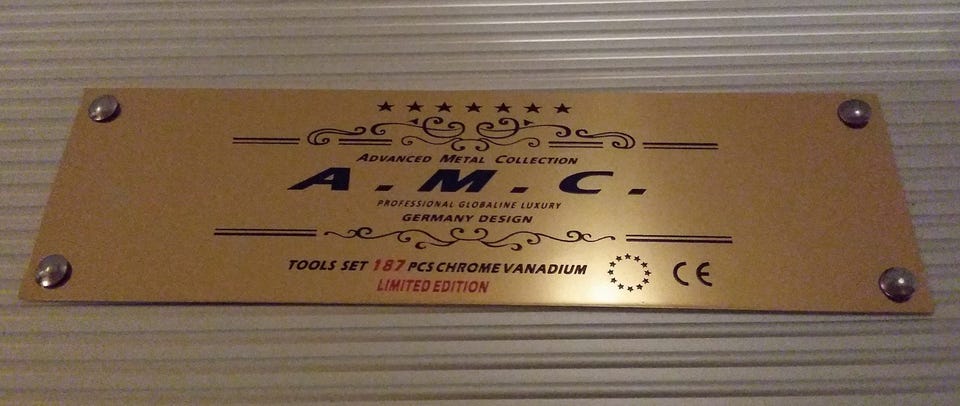 ADVANCED METAL COLLECTION
A.M.C.
PROFESSIONAL GLOBALINE LUXURY
GERMANY DESIGN
TOOLS SET 187 PCS CHROME VANADIUM CE
LIMITED EDITION